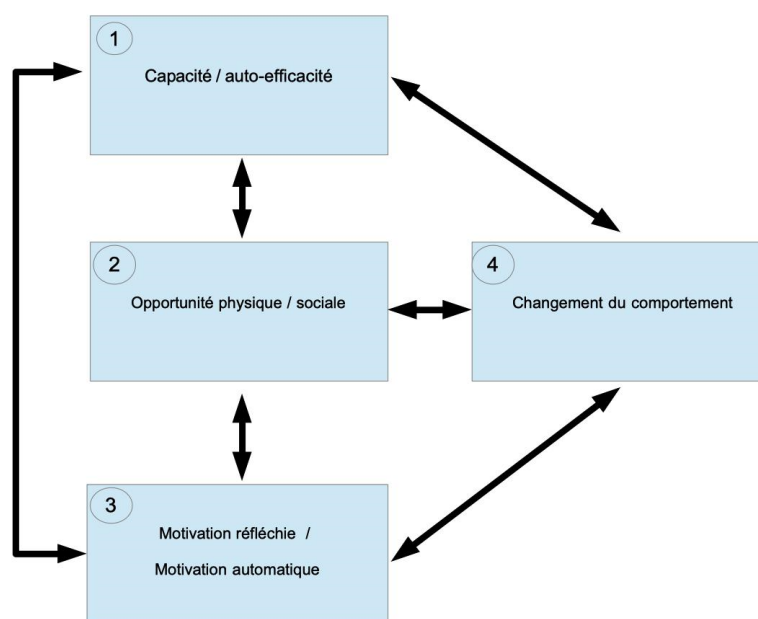 1
Capacité / auto-efficacité
2
Opportunité physique / sociale
4
Changement du comportement
3
Motivation réfléchie /
Motivation automatique